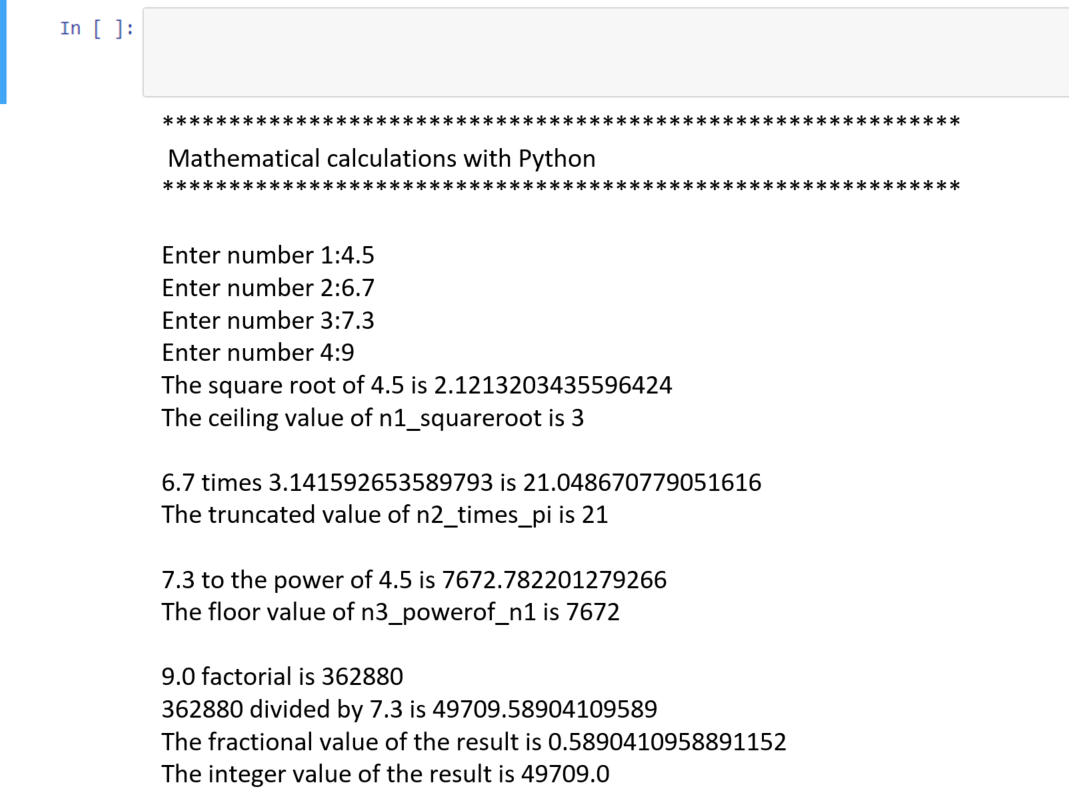 In [ ]:
************************************************************
Mathematical calculations with Python
************************************************************
Enter number 1:4.5
Enter number 2:6.7
Enter number 3:7.3
Enter number 4:9
The square root of 4.5 is 2.1213203435596424
The ceiling value of n1_squareroot is 3
6.7 times 3.141592653589793 is 21.048670779051616
The truncated value of n2_times_pi is 21
7.3 to the power of 4.5 is 7672.782201279266
The floor value of n3_powerof_n1 is 7672
9.0 factorial is 362880
362880 divided by 7.3 is 49709.58904109589
The fractional value of the result is 0.5890410958891152
The integer value of the result is 49709.0